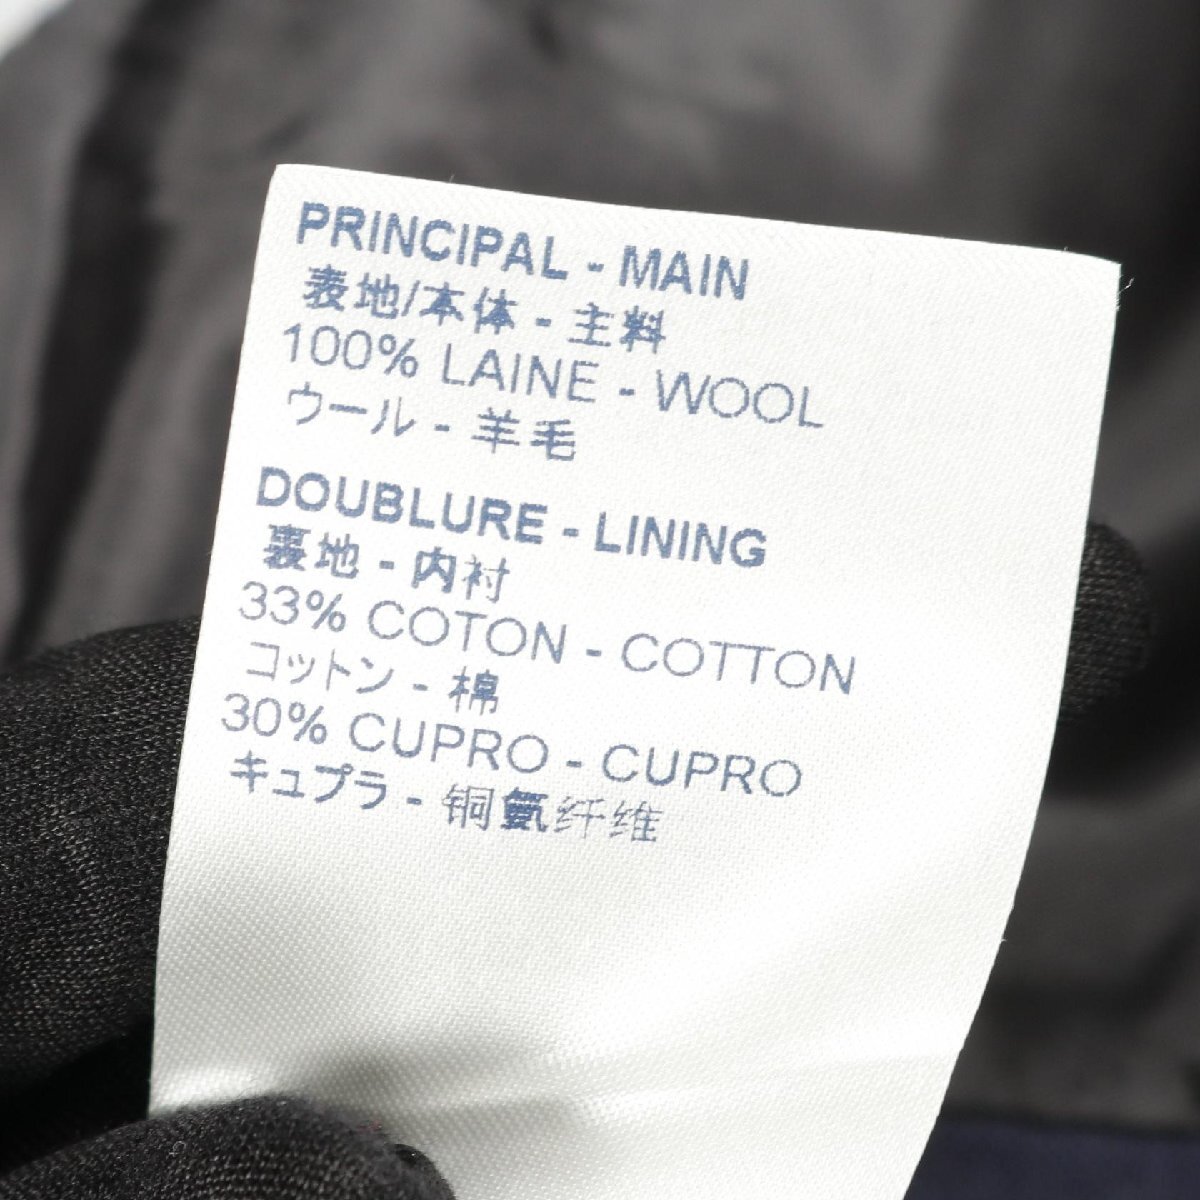 PRINCIPAL - MAIN
表地/本体 - 主料
100% LAINE - WOOL
ウール - 羊毛
DOUBLURE - LINING
裏地 - 内衬
33% COTON - COTTON
コットン - 棉
30% CUPRO - CUPRO
キュプラ - 铜氨纤维